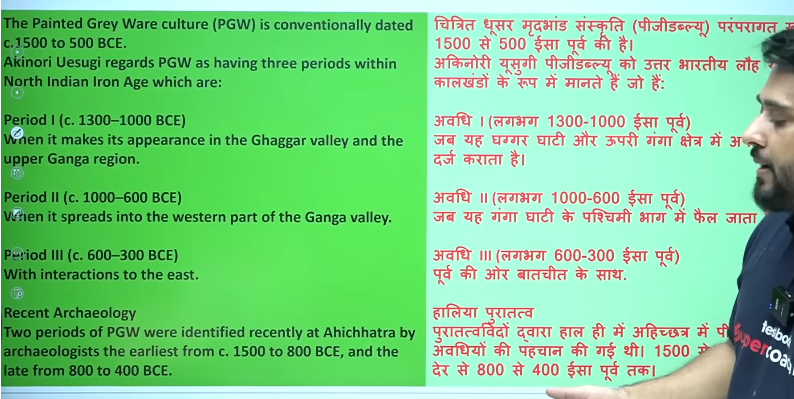 The Painted Grey Ware culture (PGW) is conventionally dated
c.1500 to 500 BCE.
Akinori Uesugi regards PGW as having three periods within
North Indian Iron Age which are:
Period I (c. 1300–1000 BCE)
When it makes its appearance in the Ghaggar valley and the
upper Ganga region.
Period II (c. 1000–600 BCE)
When it spreads into the western part of the Ganga valley.
Period III (c. 600–300 BCE)
With interactions to the east.
Recent Archaeology
Two periods of PGW were identified recently at Ahichhatra by
archaeologists the earliest from c. 1500 to 800 BCE, and the
late from 800 to 400 BCE.
चित्रित धूसर मृदभांड संस्कृति (पीजीडब्ल्यू) परंपरागत
1500 से 500 ईसा पूर्व की है।
अकिनोरी यूसुगी पीजीडब्ल्यू को उत्तर भारतीय लौह
कालखंडों के रूप में मानते हैं जो हैं:
अवधि I (लगभग 1300-1000 ईसा पूर्व)
जब यह घग्गर घाटी और ऊपरी गंगा क्षेत्र में
दर्ज कराता है।
अवधि II (लगभग 1000-600 ईसा पूर्व)
जब यह गंगा घाटी के पश्चिमी भाग में फैल जाता
अवधि III (लगभग 600-300 ईसा पूर्व)
पूर्व की ओर बातचीत के साथ.
हालिया पुरातत्व
पुरातत्वविदों द्वारा हाल ही में अहिच्छत्र में
अवधियों की पहचान की गई थी। 1500 से
देर से 800 से 400 ईसा पूर्व तक।